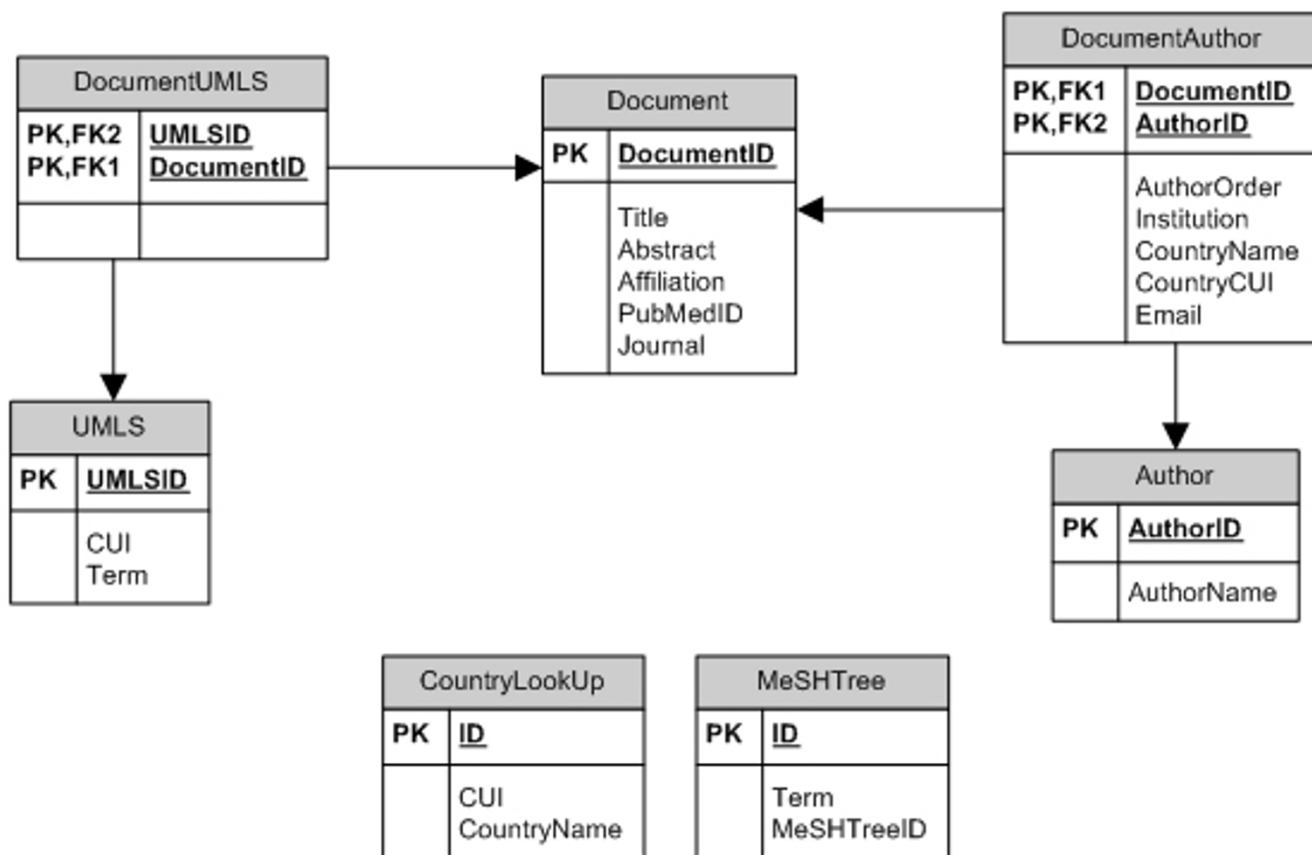 DocumentUMLS
PK,FK2 UMLSID
PK,FK1 DocumentID
Document
PK DocumentID
Title
Abstract
Affiliation
PubMedID
Journal
DocumentAuthor
PK,FK1 DocumentID
PK,FK2 AuthorID
AuthorOrder
Institution
CountryName
CountryCUI
Email
UMLS
PK UMLSID
CUI
Term
Author
PK AuthorID
AuthorName
CountryLookUp
PK ID
CUI
CountryName
MeSHTree
PK ID
Term
MeSHTreeID